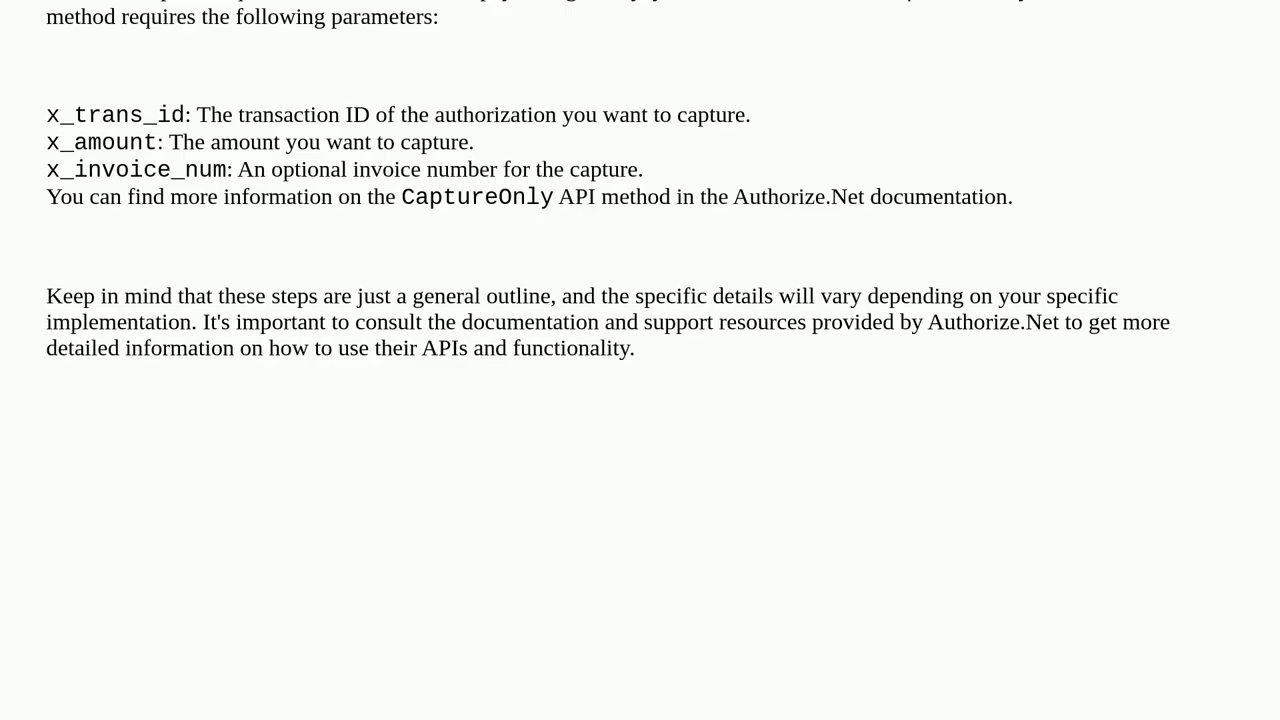 method requires the following parameters:
x_trans_id: The transaction ID of the authorization you want to capture.
x_amount: The amount you want to capture.
x_invoice_num: An optional invoice number for the capture.
You can find more information on the CaptureOnly API method in the Authorize.Net documentation.
Keep in mind that these steps are just a general outline, and the specific details will vary depending on your specific
implementation. It's important to consult the documentation and support resources provided by Authorize.Net to get more
detailed information on how to use their APIs and functionality.